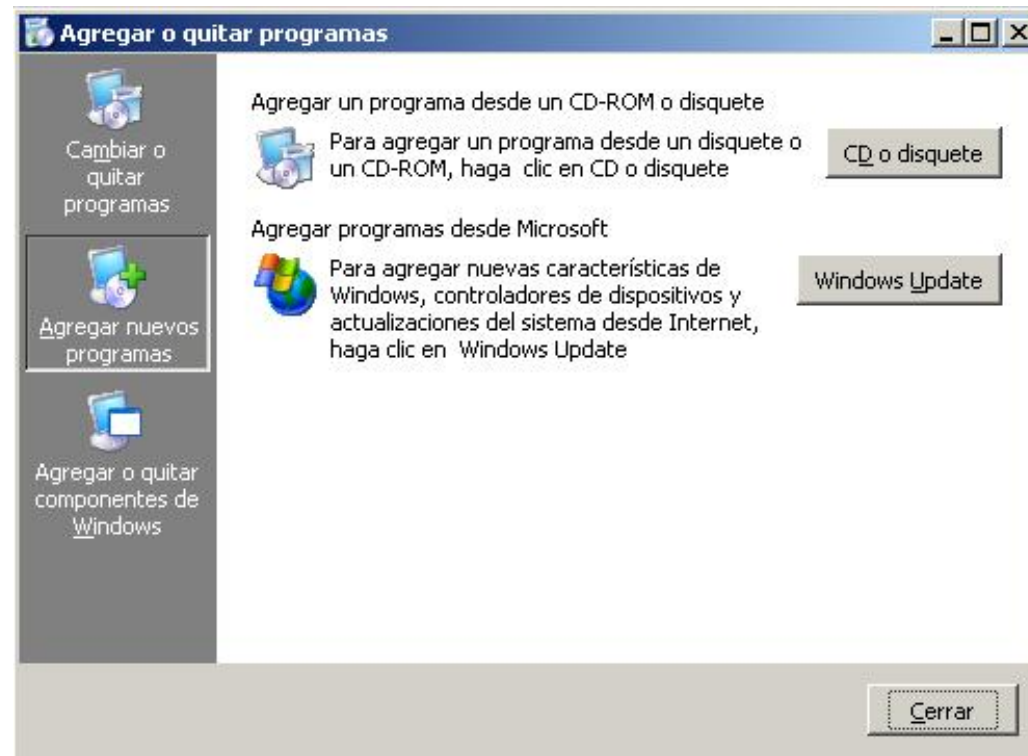 Agregar o quitar programas
Cambiar o
quitar
programas
Agregar nuevos
programas
Agregar o quitar
componentes de
Windows
Agregar un programa desde un CD-ROM o disquete
Para agregar un programa desde un disquete o
un CD-ROM, haga clic en CD o disquete
CD o disquete
Agregar programas desde Microsoft
Para agregar nuevas características de
Windows, controladores de dispositivos y
actualizaciones del sistema desde Internet,
haga clic en Windows Update
Windows Update
Cerrar